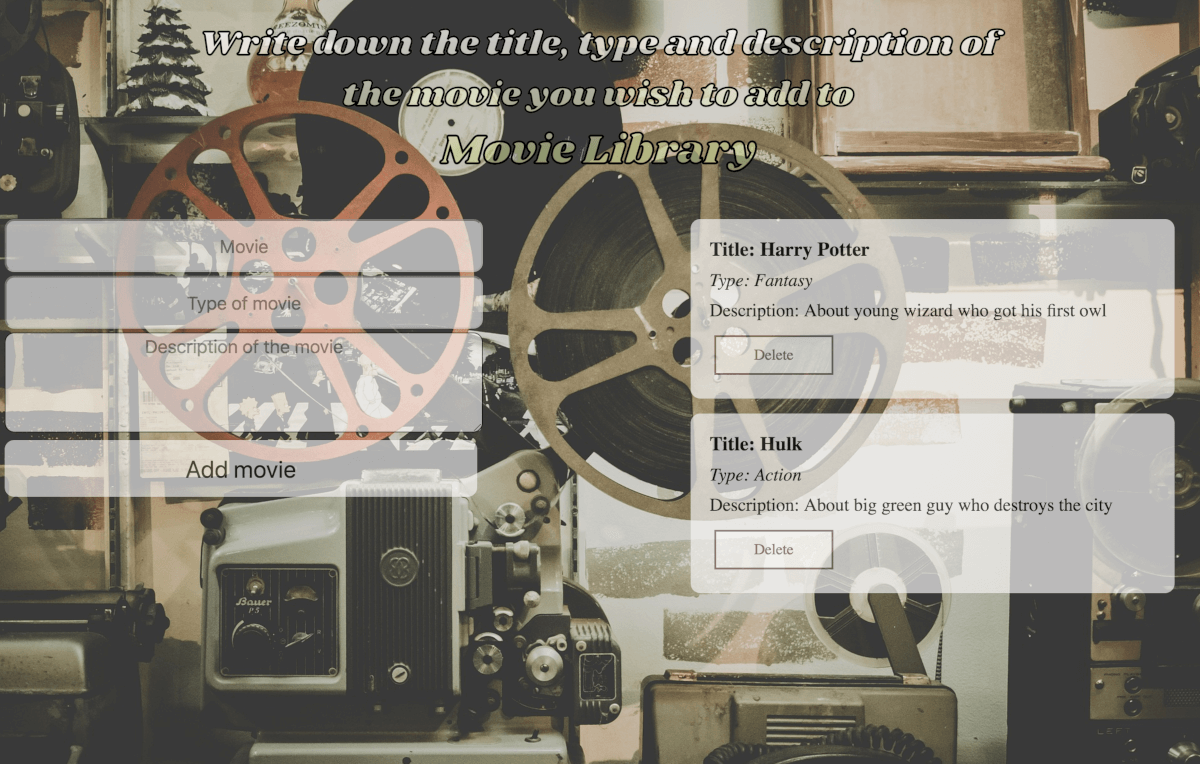 Write down the title, type and description of
the movie you wish to add to
Movie Library
Movie
Type of movie
Description of the movie
Add movie
Title: Harry Potter
Type: Fantasy
Description: About young wizard who got his first owl
Delete
Title: Hulk
Type: Action
Description: About big green guy who destroys the city
Delete
Bauer
P5